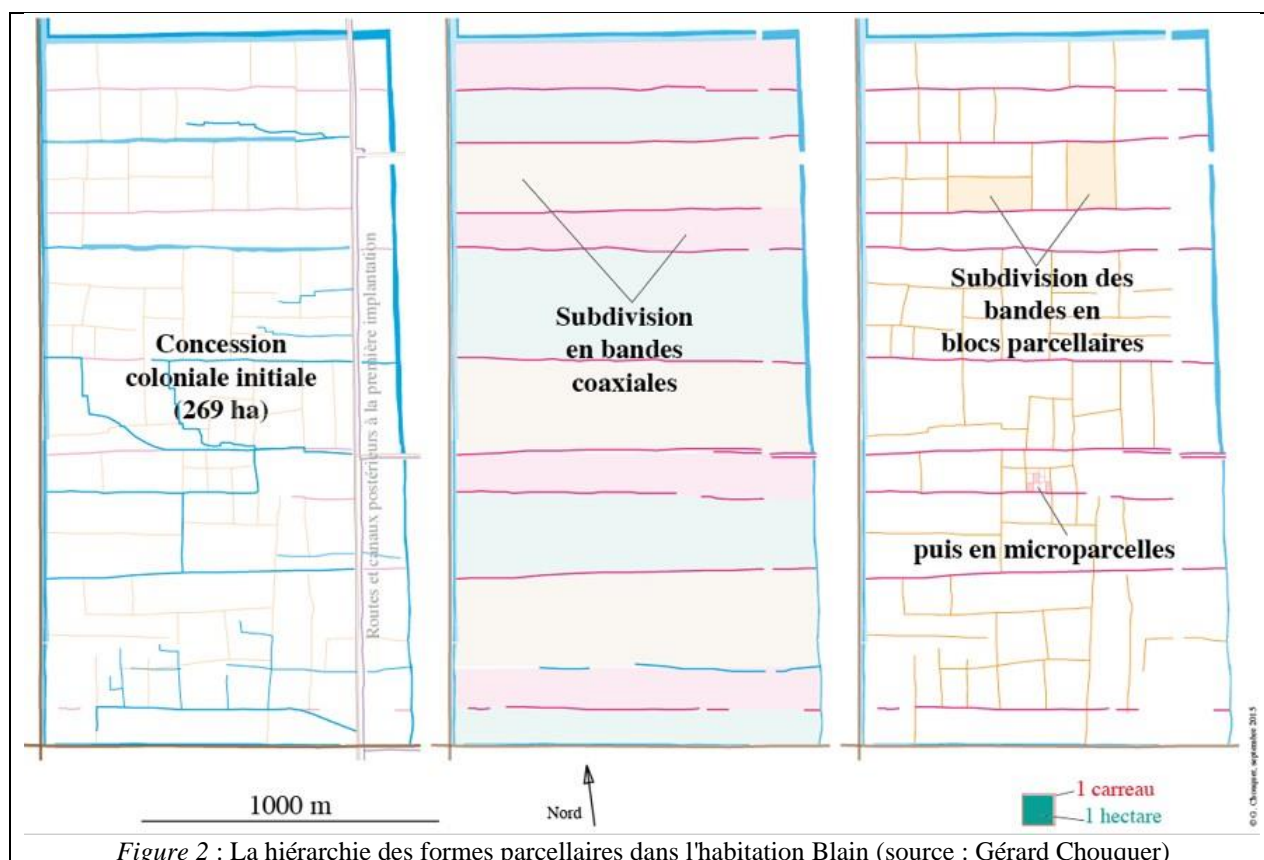 Concession
coloniale initiale
(269 ha)
Routes et canaux postérieurs à la première implantation
Subdivision
en bandes
coaxiales
Subdivision des
bandes en
blocs parcellaires
puis en microparcelles
1000 m
Nord
1 carreau
1 hectare
© G. Chouquer, septembre 2015
Figure 2 : La hiérarchie des formes parcellaires dans l'habitation Blain (source : Gérard Chouquer)